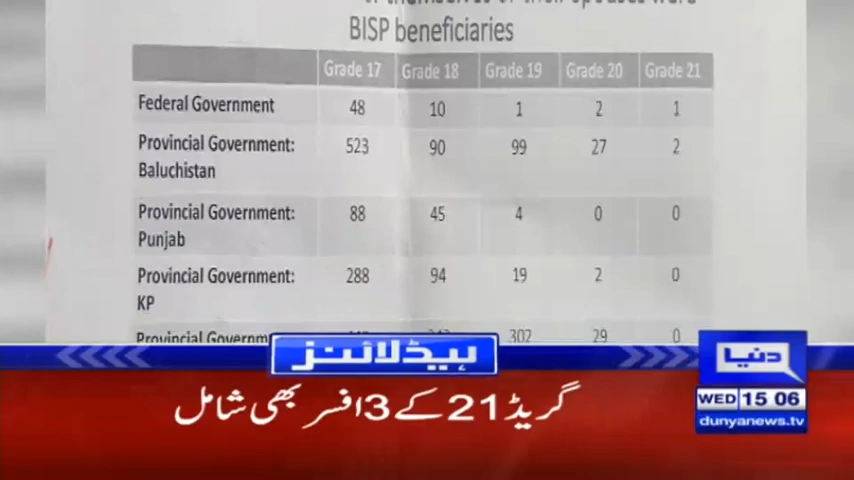 BISP beneficiaries
Grade 17 Grade 18 Grade 19 Grade 20 Grade 21
Federal Government 48 10 1 2 1
Provincial Government: Baluchistan 523 90 99 27 2
Provincial Government: Punjab 88 45 4 0 0
Provincial Government: KP 288 94 19 2 0
Provincial 302 29 0
ہیڈلائنز
دنیا
گریڈ 21 کے 3 افسر بھی شامل
WED 15 06
dunyanews.tv